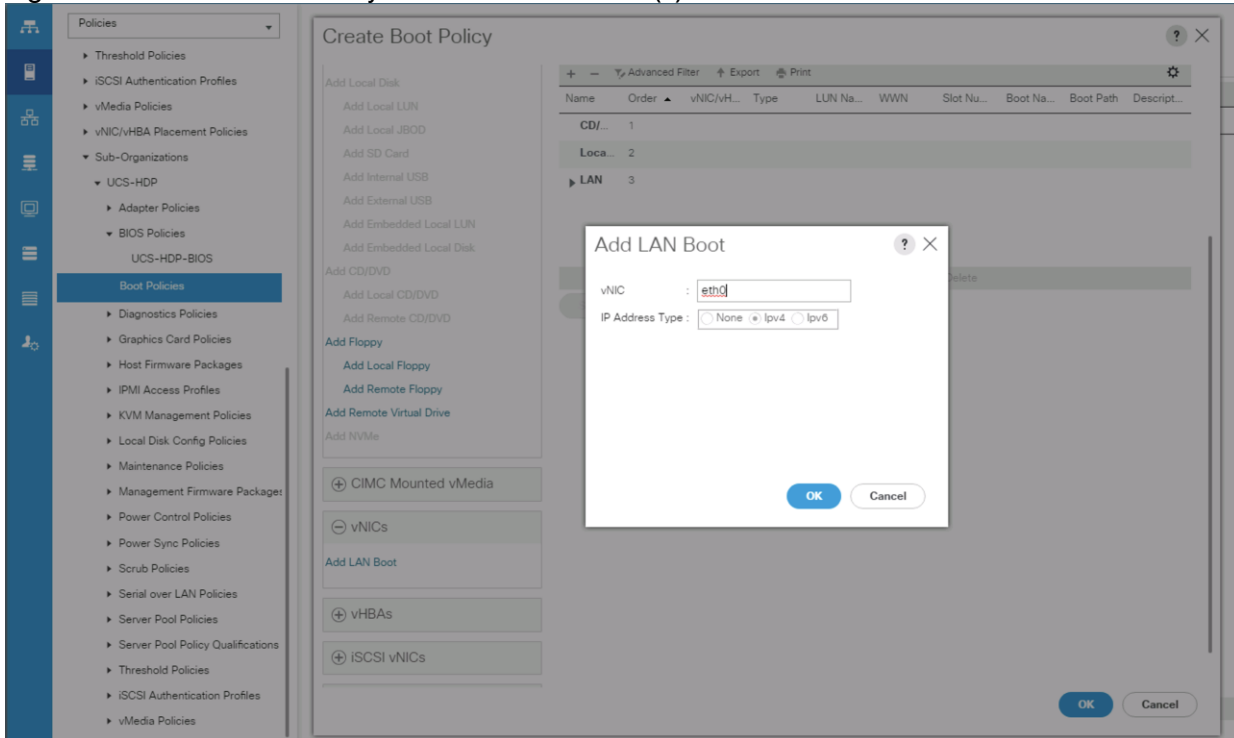 Policies
Threshold Policies
iSCSI Authentication Profiles
vMedia Policies
vNIC/vHBA Placement Policies
Sub-Organizations
UCS-HDP
Adapter Policies
BIOS Policies
UCS-HDP-BIOS
Boot Policies
Diagnostics Policies
Graphics Card Policies
Host Firmware Packages
IPMI Access Profiles
KVM Management Policies
Local Disk Config Policies
Maintenance Policies
Management Firmware Packages
Power Control Policies
Power Sync Policies
Scrub Policies
Serial over LAN Policies
Server Pool Policies
Server Pool Policy Qualifications
Threshold Policies
iSCSI Authentication Profiles
vMedia Policies
Create Boot Policy
? ×
Add Local Disk
Add Local LUN
Add Local JBOD
Add SD Card
Add Internal USB
Add External USB
Add Embedded Local LUN
Add Embedded Local Disk
Add CD/DVD
Add Local CD/DVD
Add Remote CD/DVD
Add Floppy
Add Local Floppy
Add Remote Floppy
Add Remote Virtual Drive
Add NVMe
CIMC Mounted vMedia
vNICs
Add LAN Boot
vHBAs
iSCSI vNICs
+ − Advanced Filter Export Print
Name Order vNIC/vH... Type LUN Na... WWN Slot Nu... Boot Na... Boot Path Descript...
CD/... 1
Loca... 2
LAN 3
Delete
Add LAN Boot
? ×
vNIC : eth0
IP Address Type : None Ipv4 Ipv6
OK Cancel
OK Cancel